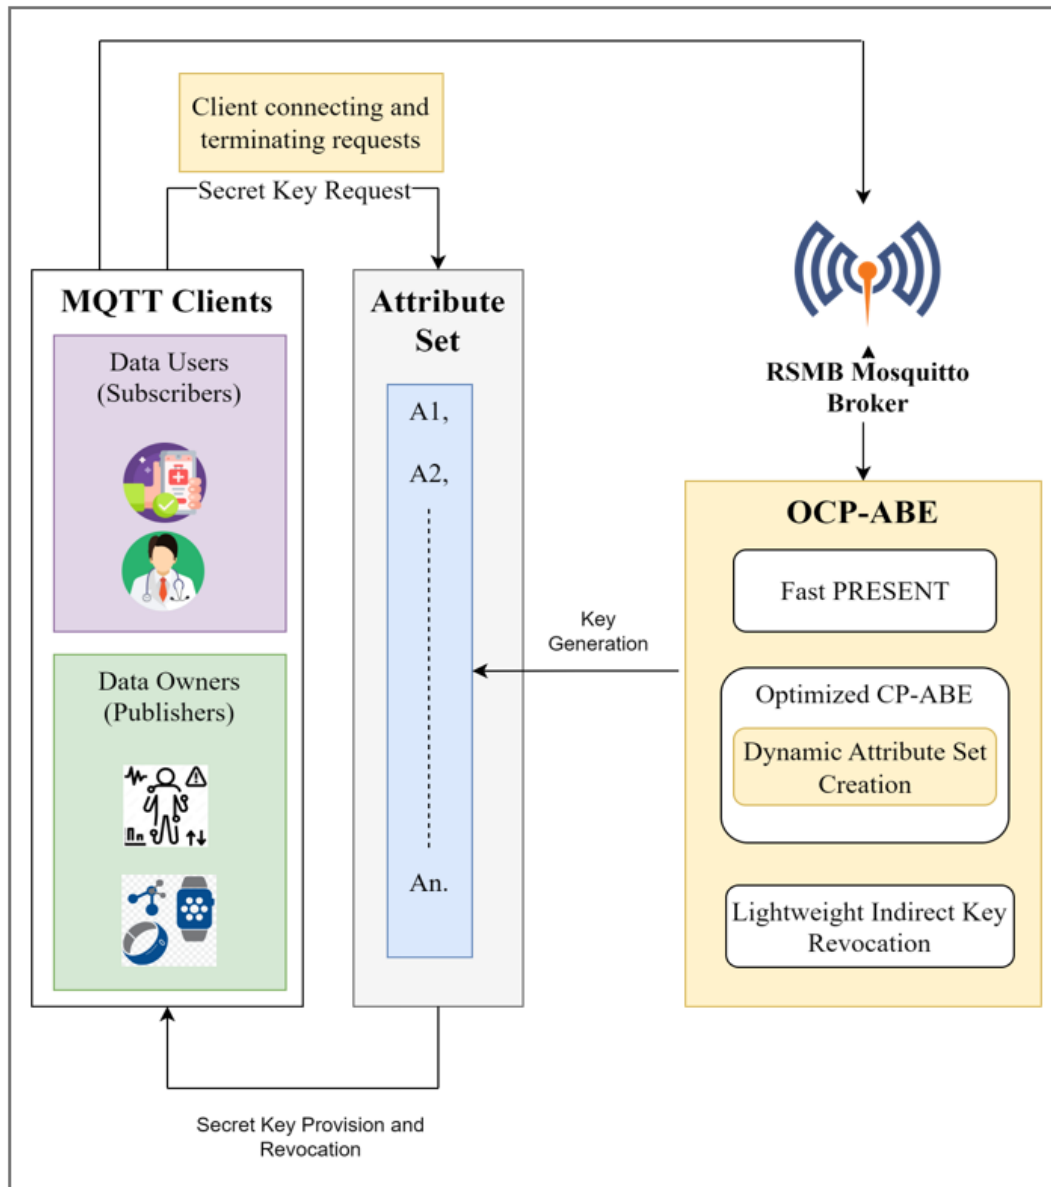 Client connecting and
terminating requests
Secret Key Request
MQTT Clients
Data Users
(Subscribers)
Data Owners
(Publishers)
Attribute
Set
A1,
A2,
An.
RSMB Mosquitto
Broker
OCP-ABE
Fast PRESENT
Optimized CP-ABE
Dynamic Attribute Set
Creation
Lightweight Indirect Key
Revocation
Key
Generation
Secret Key Provision and
Revocation